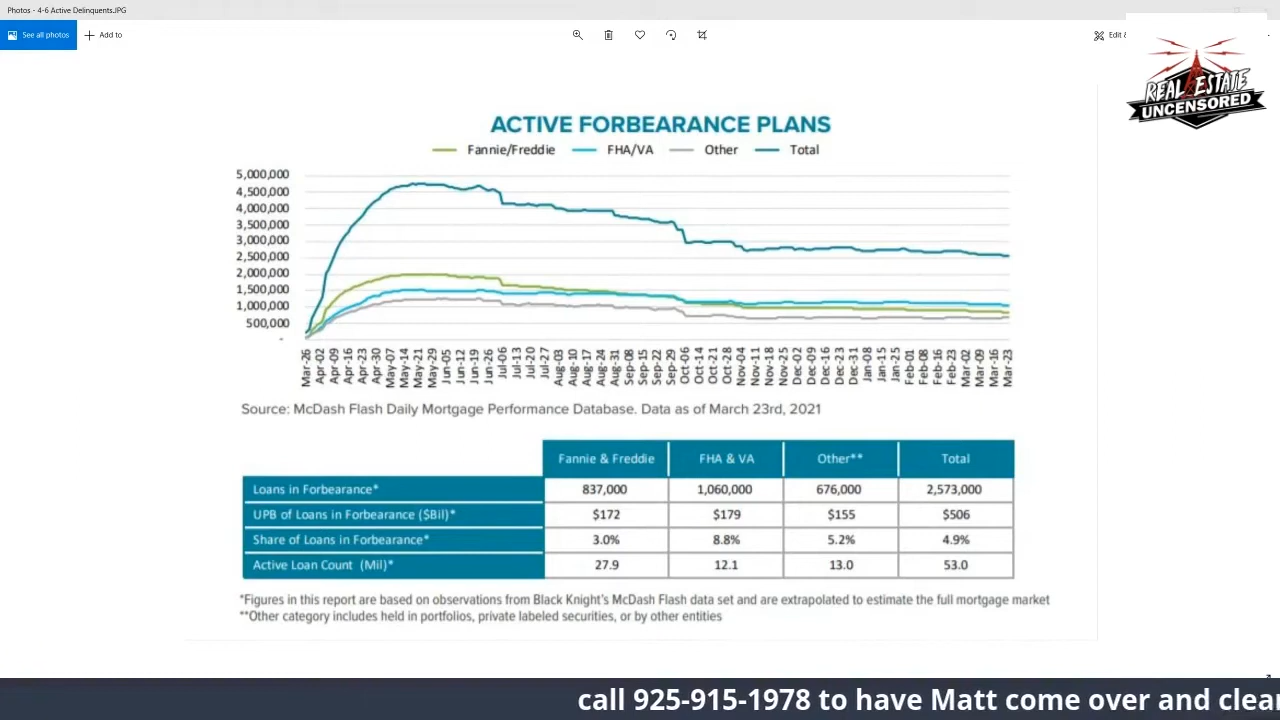 Photos - 4-6 Active Delinquents.JPG
See all photos
Add to
Edit &
REAL ESTATE
UNCENSORED
ACTIVE FORBEARANCE PLANS
Fannie/Freddie FHA/VA Other Total
5,000,000
4,500,000
4,000,000
3,500,000
3,000,000
2,500,000
2,000,000
1,500,000
1,000,000
500,000
-
Mar-26 Apr-02 Apr-09 Apr-16 Apr-23 Apr-30 May-07 May-14 May-21 May-29 Jun-05 Jun-12 Jun-19 Jun-26 Jul-06 Jul-13 Jul-20 Jul-27 Aug-03 Aug-10 Aug-17 Aug-24 Aug-31 Sep-08 Sep-15 Sep-22 Sep-29 Oct-06 Oct-14 Oct-21 Oct-28 Nov-04 Nov-11 Nov-18 Nov-25 Dec-02 Dec-09 Dec-16 Dec-23 Dec-31 Jan-08 Jan-15 Jan-25 Feb-01 Feb-08 Feb-16 Feb-23 Mar-02 Mar-09 Mar-16 Mar-23
Source: McDash Flash Daily Mortgage Performance Database. Data as of March 23rd, 2021
Fannie & Freddie FHA & VA Other** Total
Loans in Forbearance* 837,000 1,060,000 676,000 2,573,000
UPB of Loans in Forbearance ($Bil)* $172 $179 $155 $506
Share of Loans in Forbearance* 3.0% 8.8% 5.2% 4.9%
Active Loan Count (Mil)* 27.9 12.1 13.0 53.0
*Figures in this report are based on observations from Black Knight's McDash Flash data set and are extrapolated to estimate the full mortgage market
**Other category includes held in portfolios, private labeled securities, or by other entities
call 925-915-1978 to have Matt come over and clea